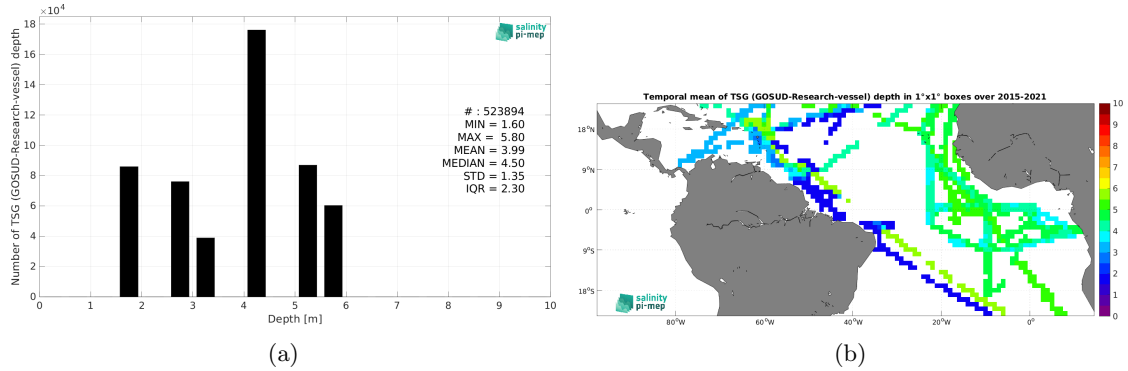 ×10⁴
18
16
14
12
10
8
6
4
2
0
Number of TSG (GOSUD-Research-vessel) depth
salinity
pi-mep
# : 523894
MIN = 1.60
MAX = 5.80
MEAN = 3.99
MEDIAN = 4.50
STD = 1.35
IQR = 2.30
0 1 2 3 4 5 6 7 8 9 10
Depth [m]
(a)
Temporal mean of TSG (GOSUD-Research-vessel) depth in 1°x1° boxes over 2015-2021
18°N
9°N
0°
9°S
18°S
80°W 60°W 40°W 20°W 0°
salinity
pi-mep
10
9
8
7
6
5
4
3
2
1
0
(b)